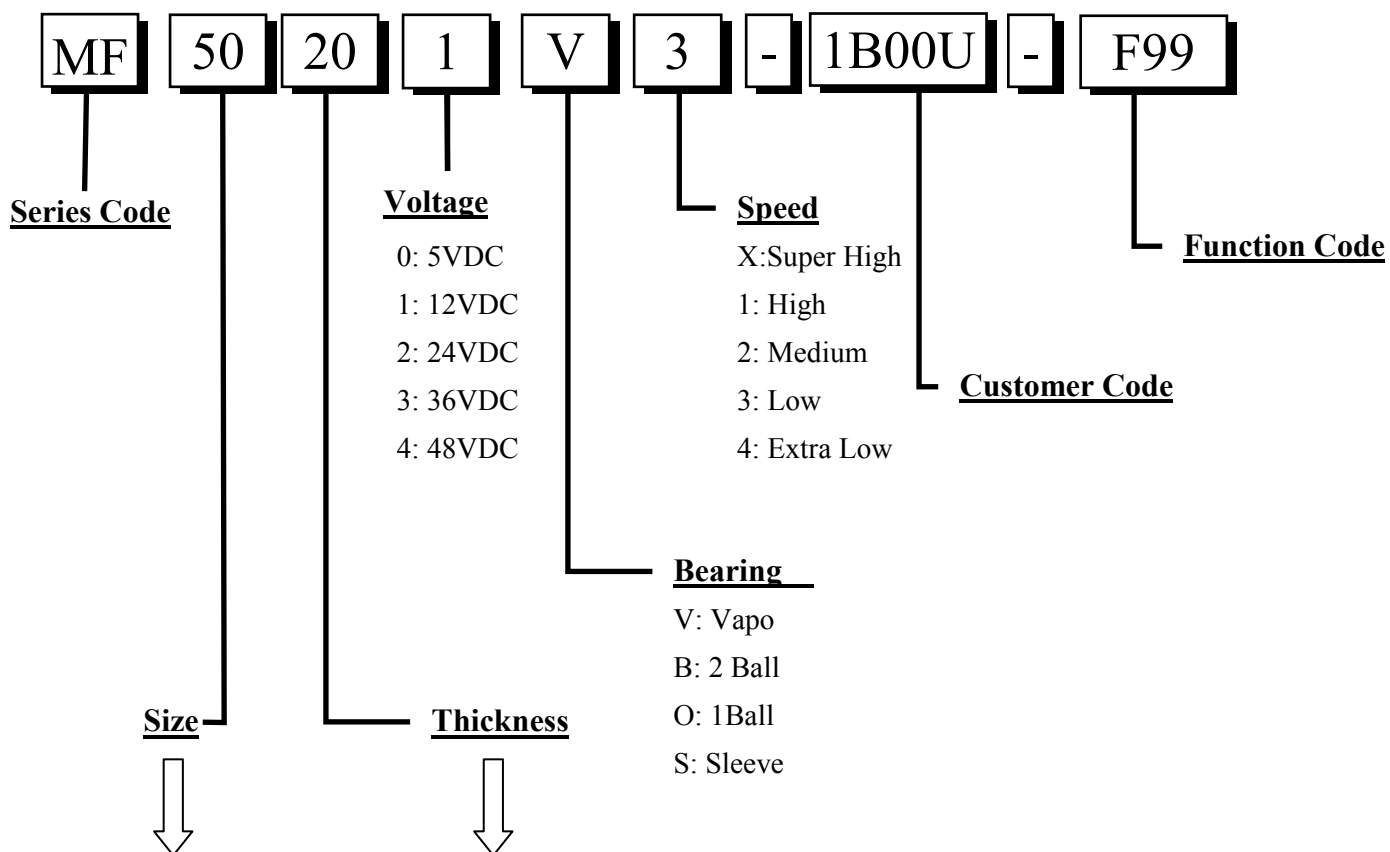 MF 50 20 1 V 3 - 1B00U - F99
Series Code
Voltage
0: 5VDC
1: 12VDC
2: 24VDC
3: 36VDC
4: 48VDC
Speed
X:Super High
1: High
2: Medium
3: Low
4: Extra Low
Function Code
Customer Code
Bearing
V: Vapo
B: 2 Ball
O: 1Ball
S: Sleeve
Size
Thickness